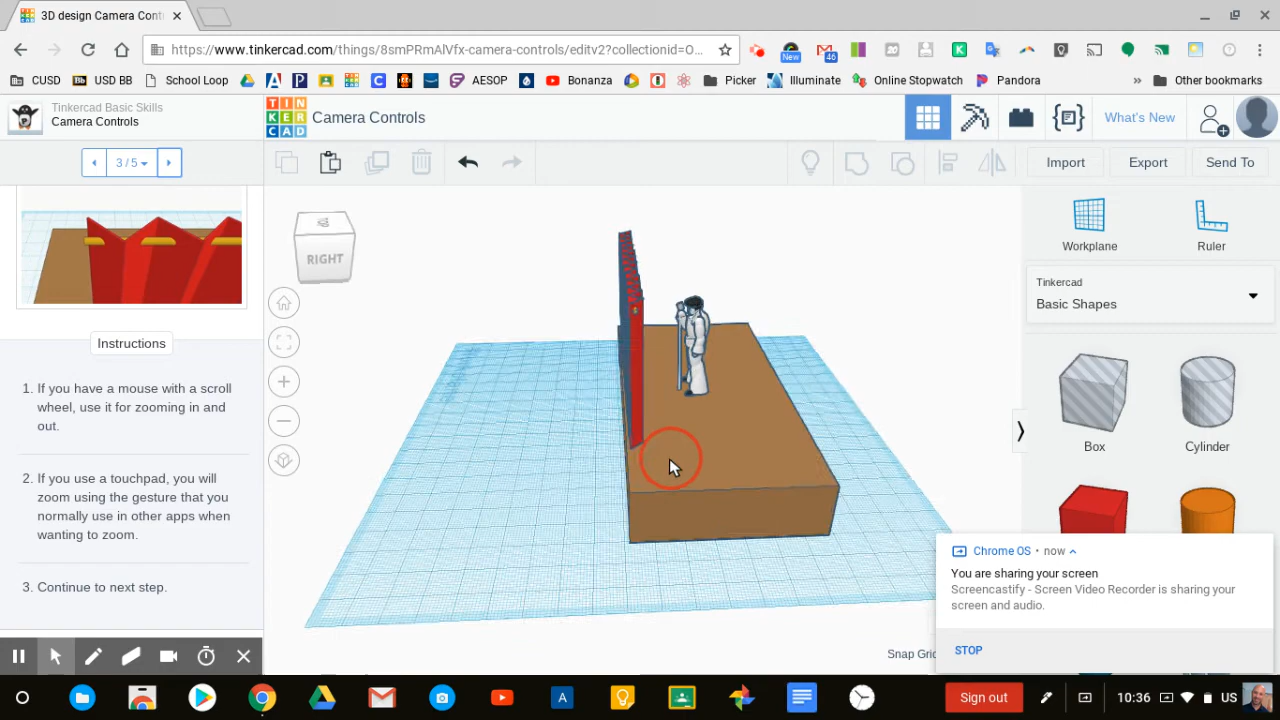 3D design Camera Cont
https://www.tinkercad.com/things/8smPRmAlVfx-camera-controls/editv2?collectionid=O...
New
46
CUSD
USD BB
School Loop
AESOP
Bonanza
Picker
Illuminate
Online Stopwatch
Pandora
»
Other bookmarks
Tinkercad Basic Skills
Camera Controls
TIN
KER
CAD
Camera Controls
What's New
3 / 5
Import
Export
Send To
RIGHT
Workplane
Ruler
Tinkercad
Basic Shapes
Box
Cylinder
Instructions
1. If you have a mouse with a scroll
wheel, use it for zooming in and
out.
2. If you use a touchpad, you will
zoom using the gesture that you
normally use in other apps when
wanting to zoom.
3. Continue to next step.
Chrome OS • now
You are sharing your screen
Screencastify - Screen Video Recorder is sharing your
screen and audio.
STOP
Snap Grid
Sign out
10:36
US